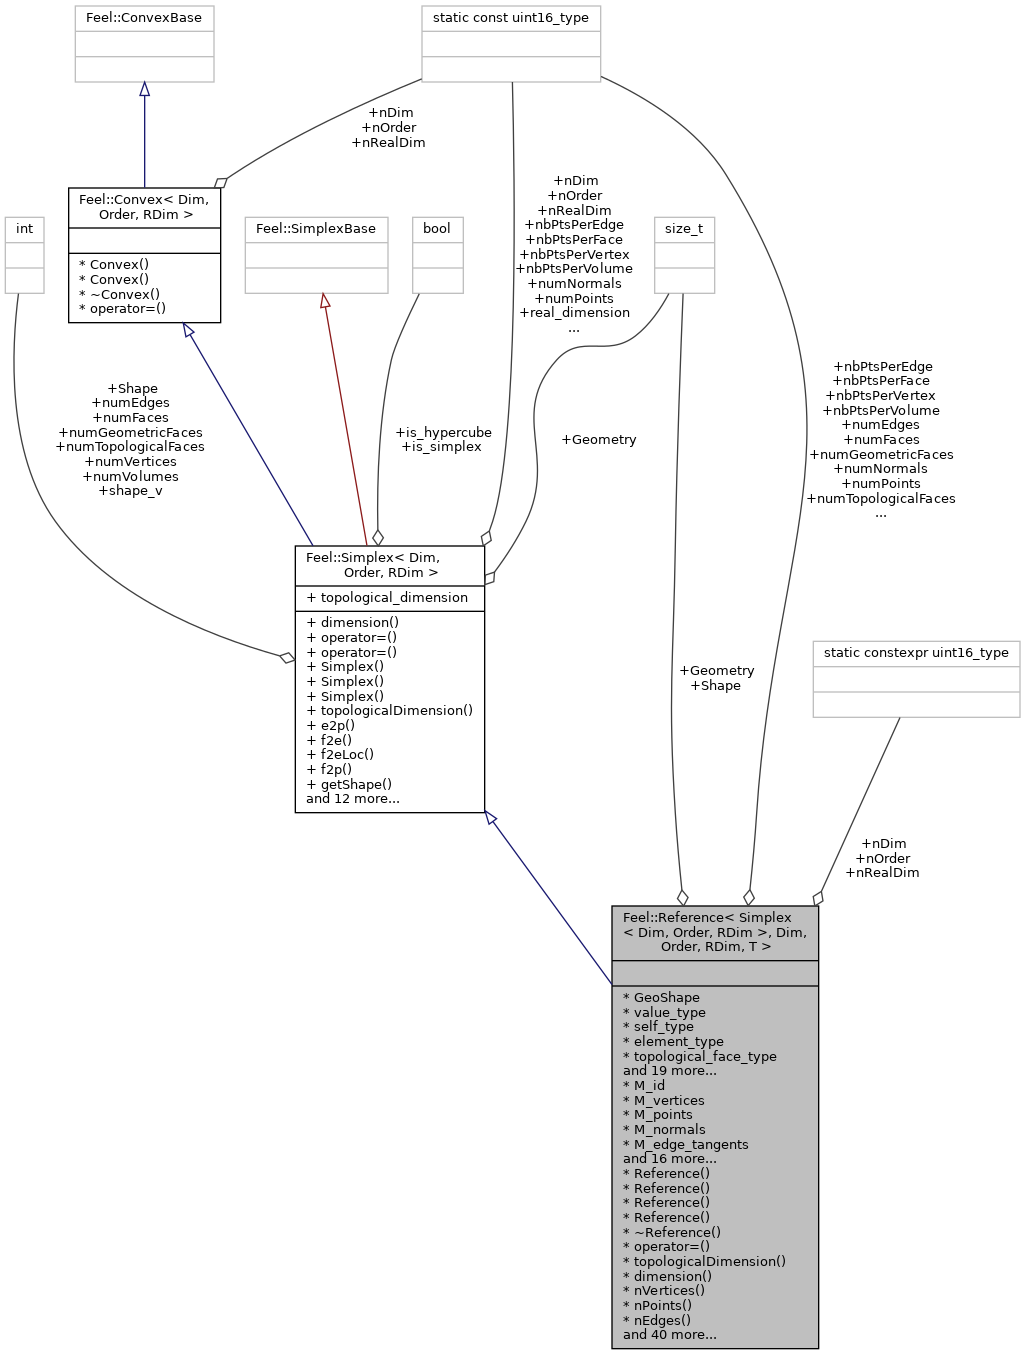 Feel::ConvexBase
static const uint16_type
+nDim
+nOrder
+nRealDim
Feel::Convex< Dim,
Order, RDim >
* Convex()
* Convex()
* ~Convex()
* operator=()
int
Feel::SimplexBase
bool
+nDim
+nOrder
+nRealDim
+nbPtsPerEdge
+nbPtsPerFace
+nbPtsPerVertex
+nbPtsPerVolume
+numNormals
+numPoints
+real_dimension
...
size_t
+Shape
+numEdges
+numFaces
+numGeometricFaces
+numTopologicalFaces
+numVertices
+numVolumes
+shape_v
+is_hypercube
+is_simplex
+Geometry
+nbPtsPerEdge
+nbPtsPerFace
+nbPtsPerVertex
+nbPtsPerVolume
+numEdges
+numFaces
+numGeometricFaces
+numNormals
+numPoints
+numTopologicalFaces
...
Feel::Simplex< Dim,
Order, RDim >
+ topological_dimension
+ dimension()
+ operator=()
+ operator=()
+ Simplex()
+ Simplex()
+ Simplex()
+ topologicalDimension()
+ e2p()
+ f2e()
+ f2eLoc()
+ f2p()
+ getShape()
and 12 more...
+Geometry
+Shape
static constexpr uint16_type
+nDim
+nOrder
+nRealDim
Feel::Reference< Simplex
< Dim, Order, RDim >, Dim,
Order, RDim, T >
* GeoShape
* value_type
* self_type
* element_type
* topological_face_type
and 19 more...
* M_id
* M_vertices
* M_points
* M_normals
* M_edge_tangents
and 16 more...
* Reference()
* Reference()
* Reference()
* Reference()
* ~Reference()
* operator=()
* topologicalDimension()
* dimension()
* nVertices()
* nPoints()
* nEdges()
and 40 more...